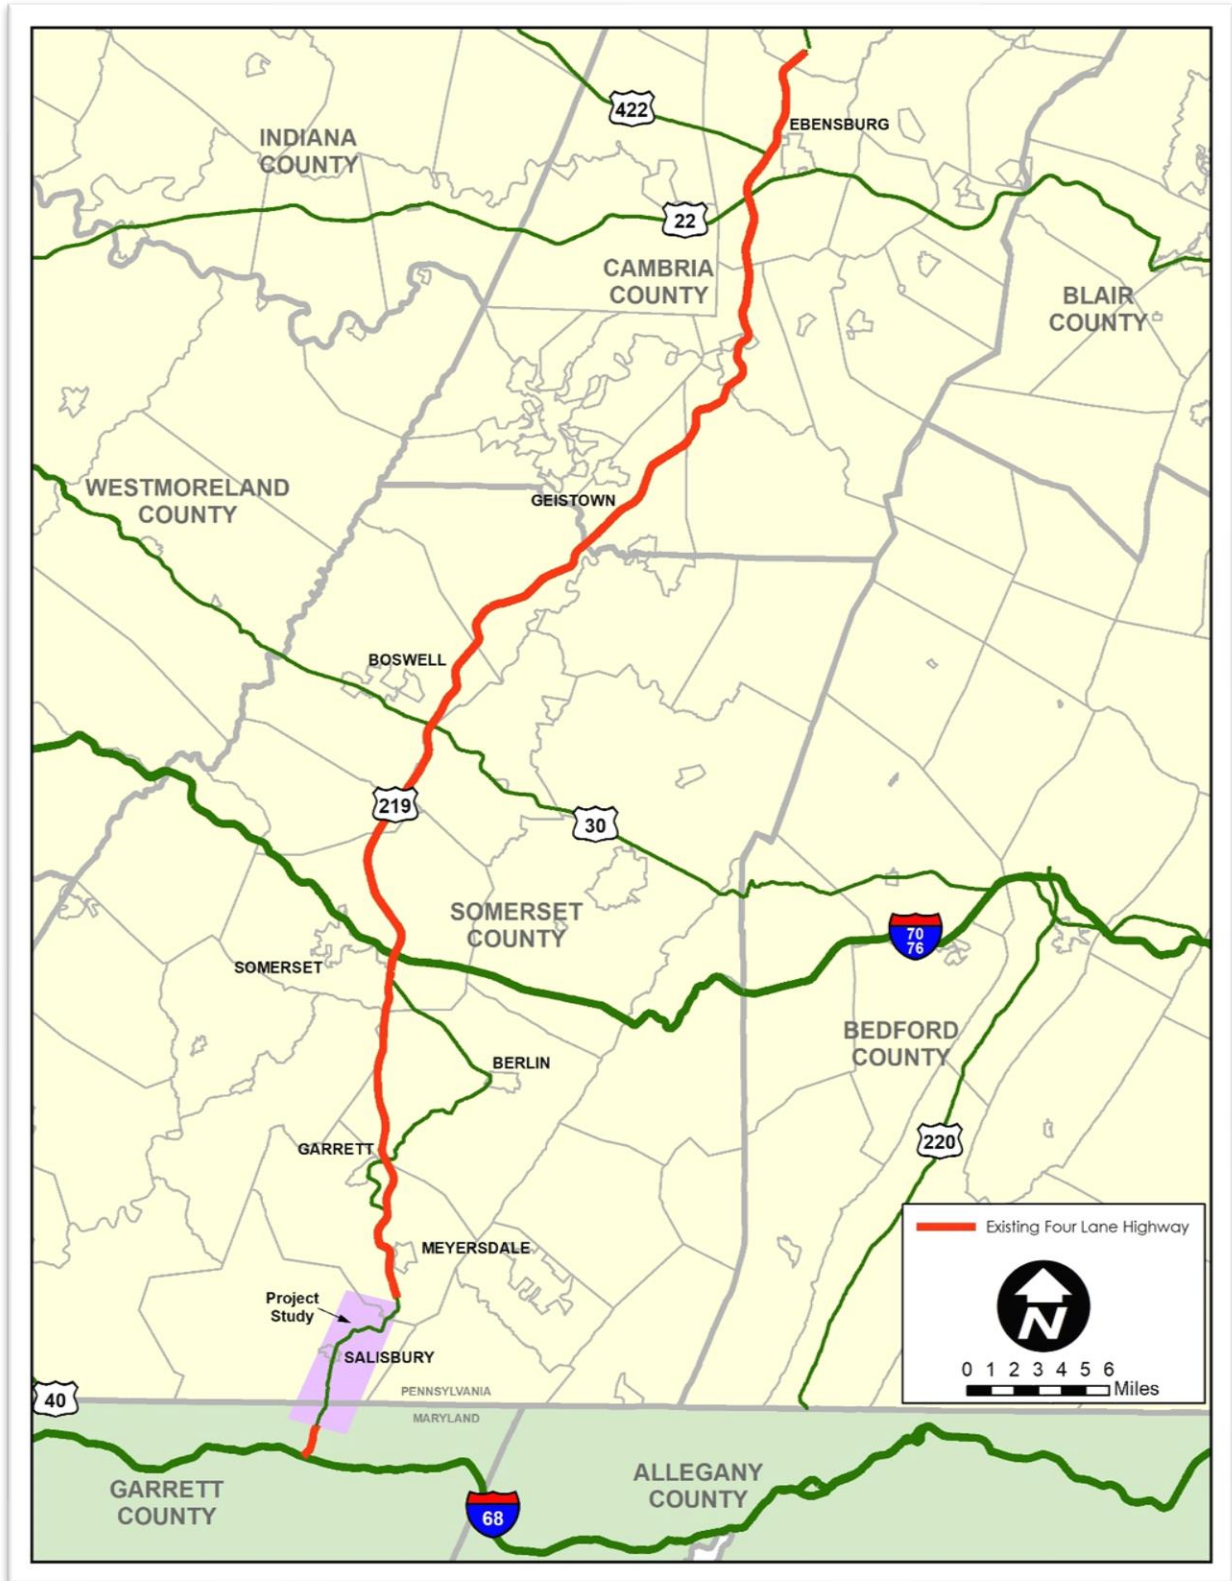 422
EBENSBURG
INDIANA
COUNTY
22
CAMBRIA
COUNTY
BLAIR
COUNTY
WESTMORELAND
COUNTY
GEISTOWN
BOSWELL
219
30
SOMERSET
COUNTY
70
76
SOMERSET
BEDFORD
COUNTY
BERLIN
220
GARRETT
Existing Four Lane Highway
MEYERSDALE
Project
Study
N
SALISBURY
0 1 2 3 4 5 6
Miles
40
PENNSYLVANIA
MARYLAND
GARRETT
COUNTY
ALLEGANY
COUNTY
68